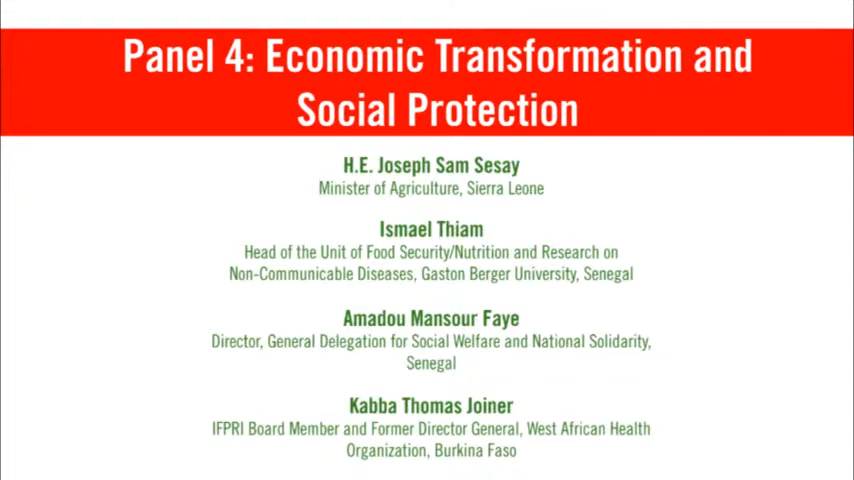 Panel 4: Economic Transformation and
Social Protection
H.E. Joseph Sam Sesay
Minister of Agriculture, Sierra Leone
Ismael Thiam
Head of the Unit of Food Security/Nutrition and Research on
Non-Communicable Diseases, Gaston Berger University, Senegal
Amadou Mansour Faye
Director, General Delegation for Social Welfare and National Solidarity,
Senegal
Kabba Thomas Joiner
IFPRI Board Member and Former Director General, West African Health
Organization, Burkina Faso